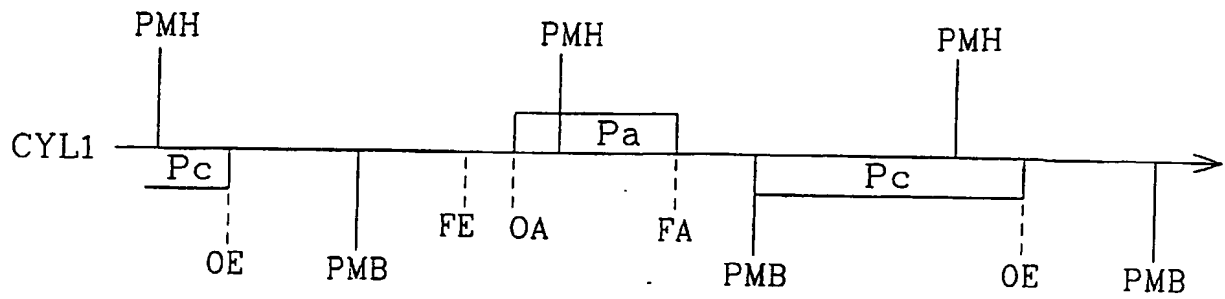 PMH PMH PMH
CYL1 Pc Pa Pc
OE PMB FE OA FA PMB OE PMB